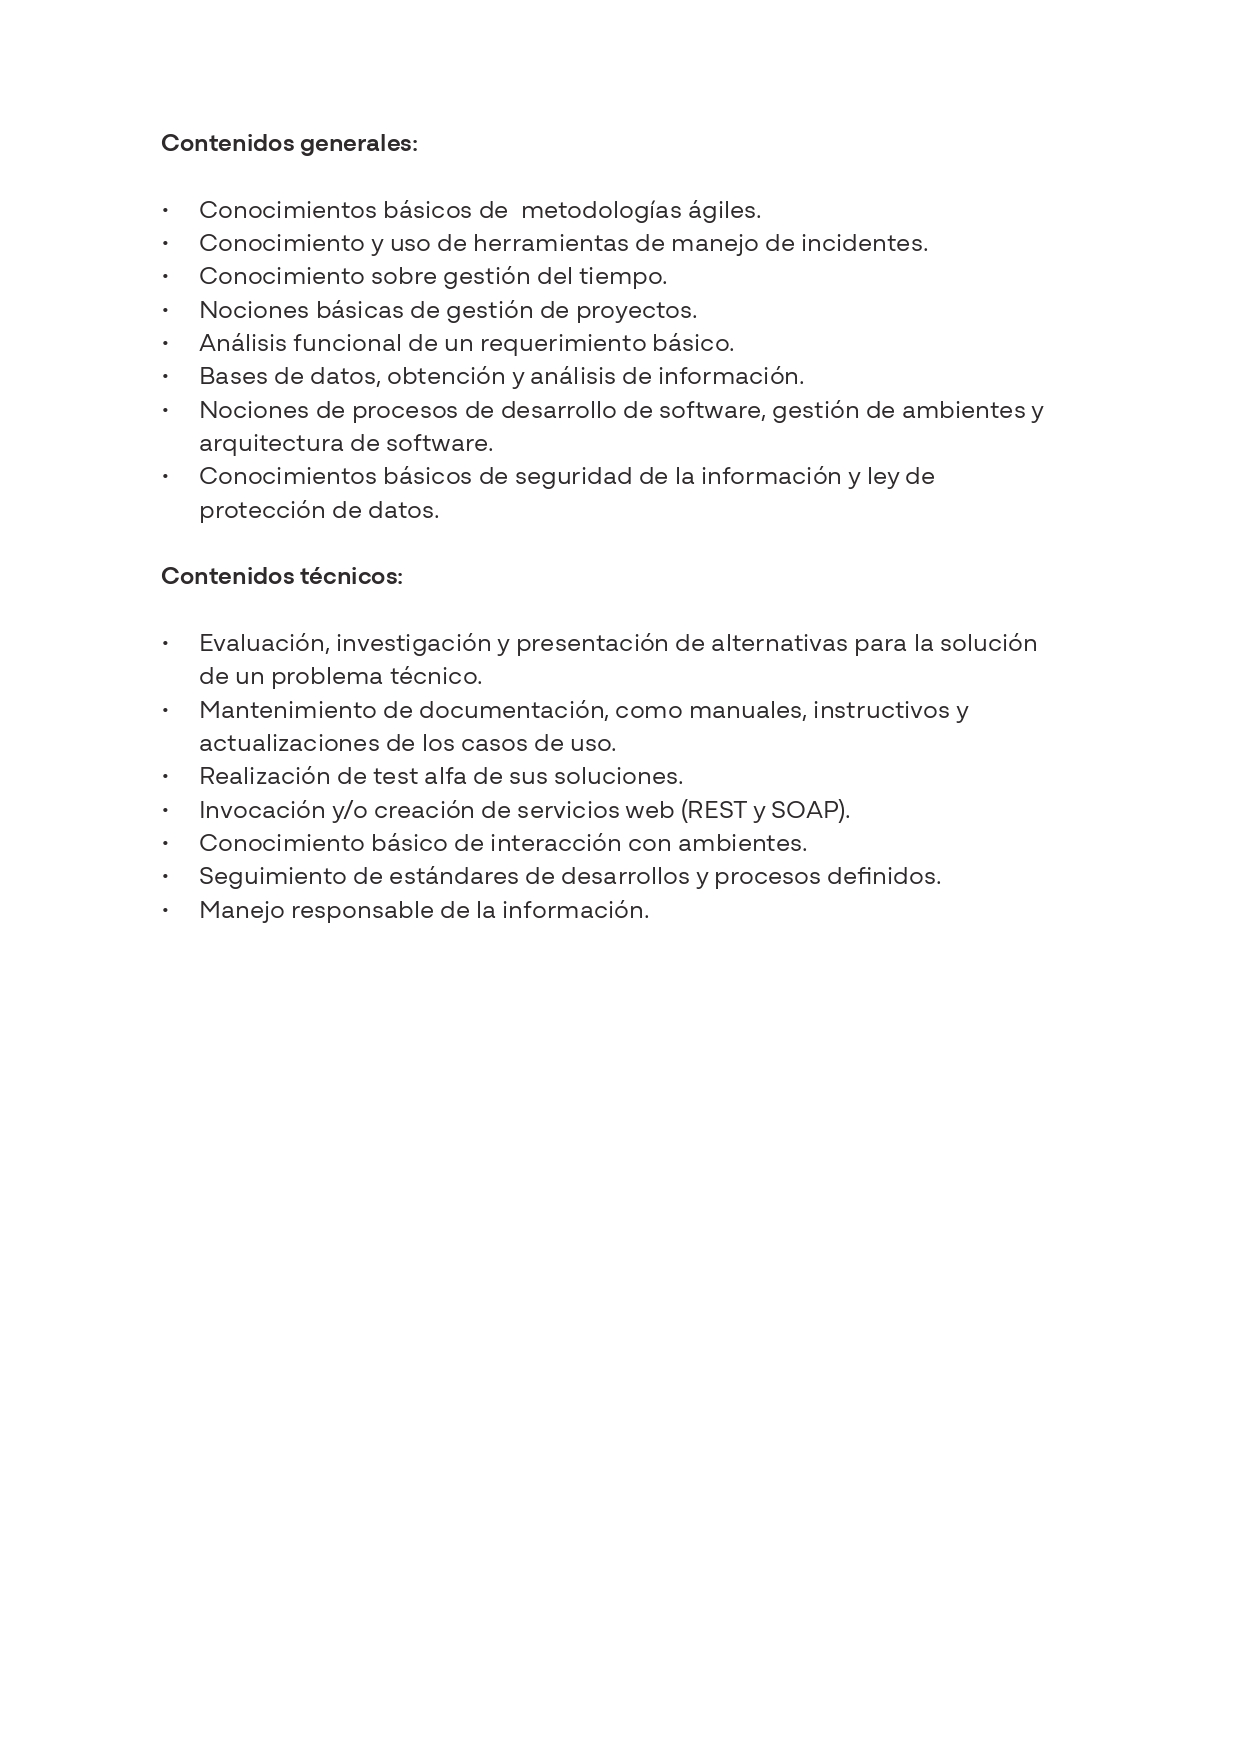 Contenidos generales:
• Conocimientos básicos de  metodologías ágiles.
• Conocimiento y uso de herramientas de manejo de incidentes.
• Conocimiento sobre gestión del tiempo.
• Nociones básicas de gestión de proyectos.
• Análisis funcional de un requerimiento básico.
• Bases de datos, obtención y análisis de información.
• Nociones de procesos de desarrollo de software, gestión de ambientes y
arquitectura de software.
• Conocimientos básicos de seguridad de la información y ley de
protección de datos.
Contenidos técnicos:
• Evaluación, investigación y presentación de alternativas para la solución
de un problema técnico.
• Mantenimiento de documentación, como manuales, instructivos y
actualizaciones de los casos de uso.
• Realización de test alfa de sus soluciones.
• Invocación y/o creación de servicios web (REST y SOAP).
• Conocimiento básico de interacción con ambientes.
• Seguimiento de estándares de desarrollos y procesos definidos.
• Manejo responsable de la información.